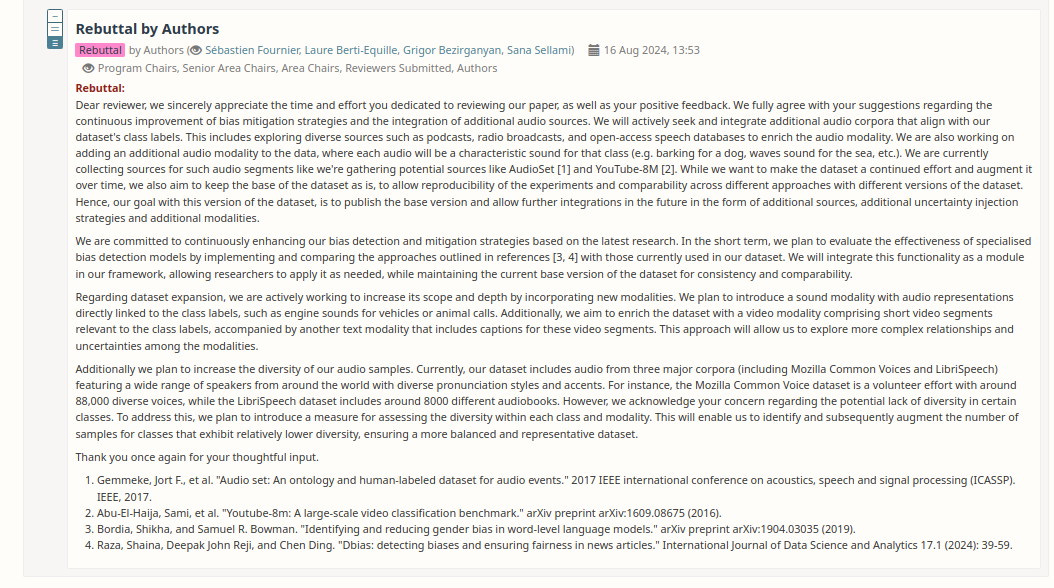 Rebuttal by Authors
Rebuttal by Authors (Sébastien Fournier, Laure Berti-Equille, Grigor Bezirganyan, Sana Sellami) 16 Aug 2024, 13:53
Program Chairs, Senior Area Chairs, Area Chairs, Reviewers Submitted, Authors
Rebuttal:
Dear reviewer, we sincerely appreciate the time and effort you dedicated to reviewing our paper, as well as your positive feedback. We fully agree with your suggestions regarding the
continuous improvement of bias mitigation strategies and the integration of additional audio sources. We will actively seek and integrate additional audio corpora that align with our
dataset's class labels. This includes exploring diverse sources such as podcasts, radio broadcasts, and open-access speech databases to enrich the audio modality. We are also working on
adding an additional audio modality to the data, where each audio will be a characteristic sound for that class (e.g. barking for a dog, waves sound for the sea, etc.). We are currently
collecting sources for such audio segments like we're gathering potential sources like AudioSet [1] and YouTube-8M [2]. While we want to make the dataset a continued effort and augment it
over time, we also aim to keep the base of the dataset as is, to allow reproducibility of the experiments and comparability across different approaches with different versions of the dataset.
Hence, our goal with this version of the dataset, is to publish the base version and allow further integrations in the future in the form of additional sources, additional uncertainty injection
strategies and additional modalities.
We are committed to continuously enhancing our bias detection and mitigation strategies based on the latest research. In the short term, we plan to evaluate the effectiveness of specialised
bias detection models by implementing and comparing the approaches outlined in references [3, 4] with those currently used in our dataset. We will integrate this functionality as a module
in our framework, allowing researchers to apply it as needed, while maintaining the current base version of the dataset for consistency and comparability.
Regarding dataset expansion, we are actively working to increase its scope and depth by incorporating new modalities. We plan to introduce a sound modality with audio representations
directly linked to the class labels, such as engine sounds for vehicles or animal calls. Additionally, we aim to enrich the dataset with a video modality comprising short video segments
relevant to the class labels, accompanied by another text modality that includes captions for these video segments. This approach will allow us to explore more complex relationships and
uncertainties among the modalities.
Additionally we plan to increase the diversity of our audio samples. Currently, our dataset includes audio from three major corpora (including Mozilla Common Voices and LibriSpeech)
featuring a wide range of speakers from around the world with diverse pronunciation styles and accents. For instance, the Mozilla Common Voice dataset is a volunteer effort with around
88,000 diverse voices, while the LibriSpeech dataset includes around 8000 different audiobooks. However, we acknowledge your concern regarding the potential lack of diversity in certain
classes. To address this, we plan to introduce a measure for assessing the diversity within each class and modality. This will enable us to identify and subsequently augment the number of
samples for classes that exhibit relatively lower diversity, ensuring a more balanced and representative dataset.
Thank you once again for your thoughtful input.
1. Gemmeke, Jort F., et al. "Audio set: An ontology and human-labeled dataset for audio events." 2017 IEEE international conference on acoustics, speech and signal processing (ICASSP).
IEEE, 2017.
2. Abu-El-Haija, Sami, et al. "Youtube-8m: A large-scale video classification benchmark." arXiv preprint arXiv:1609.08675 (2016).
3. Bordia, Shikha, and Samuel R. Bowman. "Identifying and reducing gender bias in word-level language models." arXiv preprint arXiv:1904.03035 (2019).
4. Raza, Shaina, Deepak John Reji, and Chen Ding. "Dbias: detecting biases and ensuring fairness in news articles." International Journal of Data Science and Analytics 17.1 (2024): 39-59.